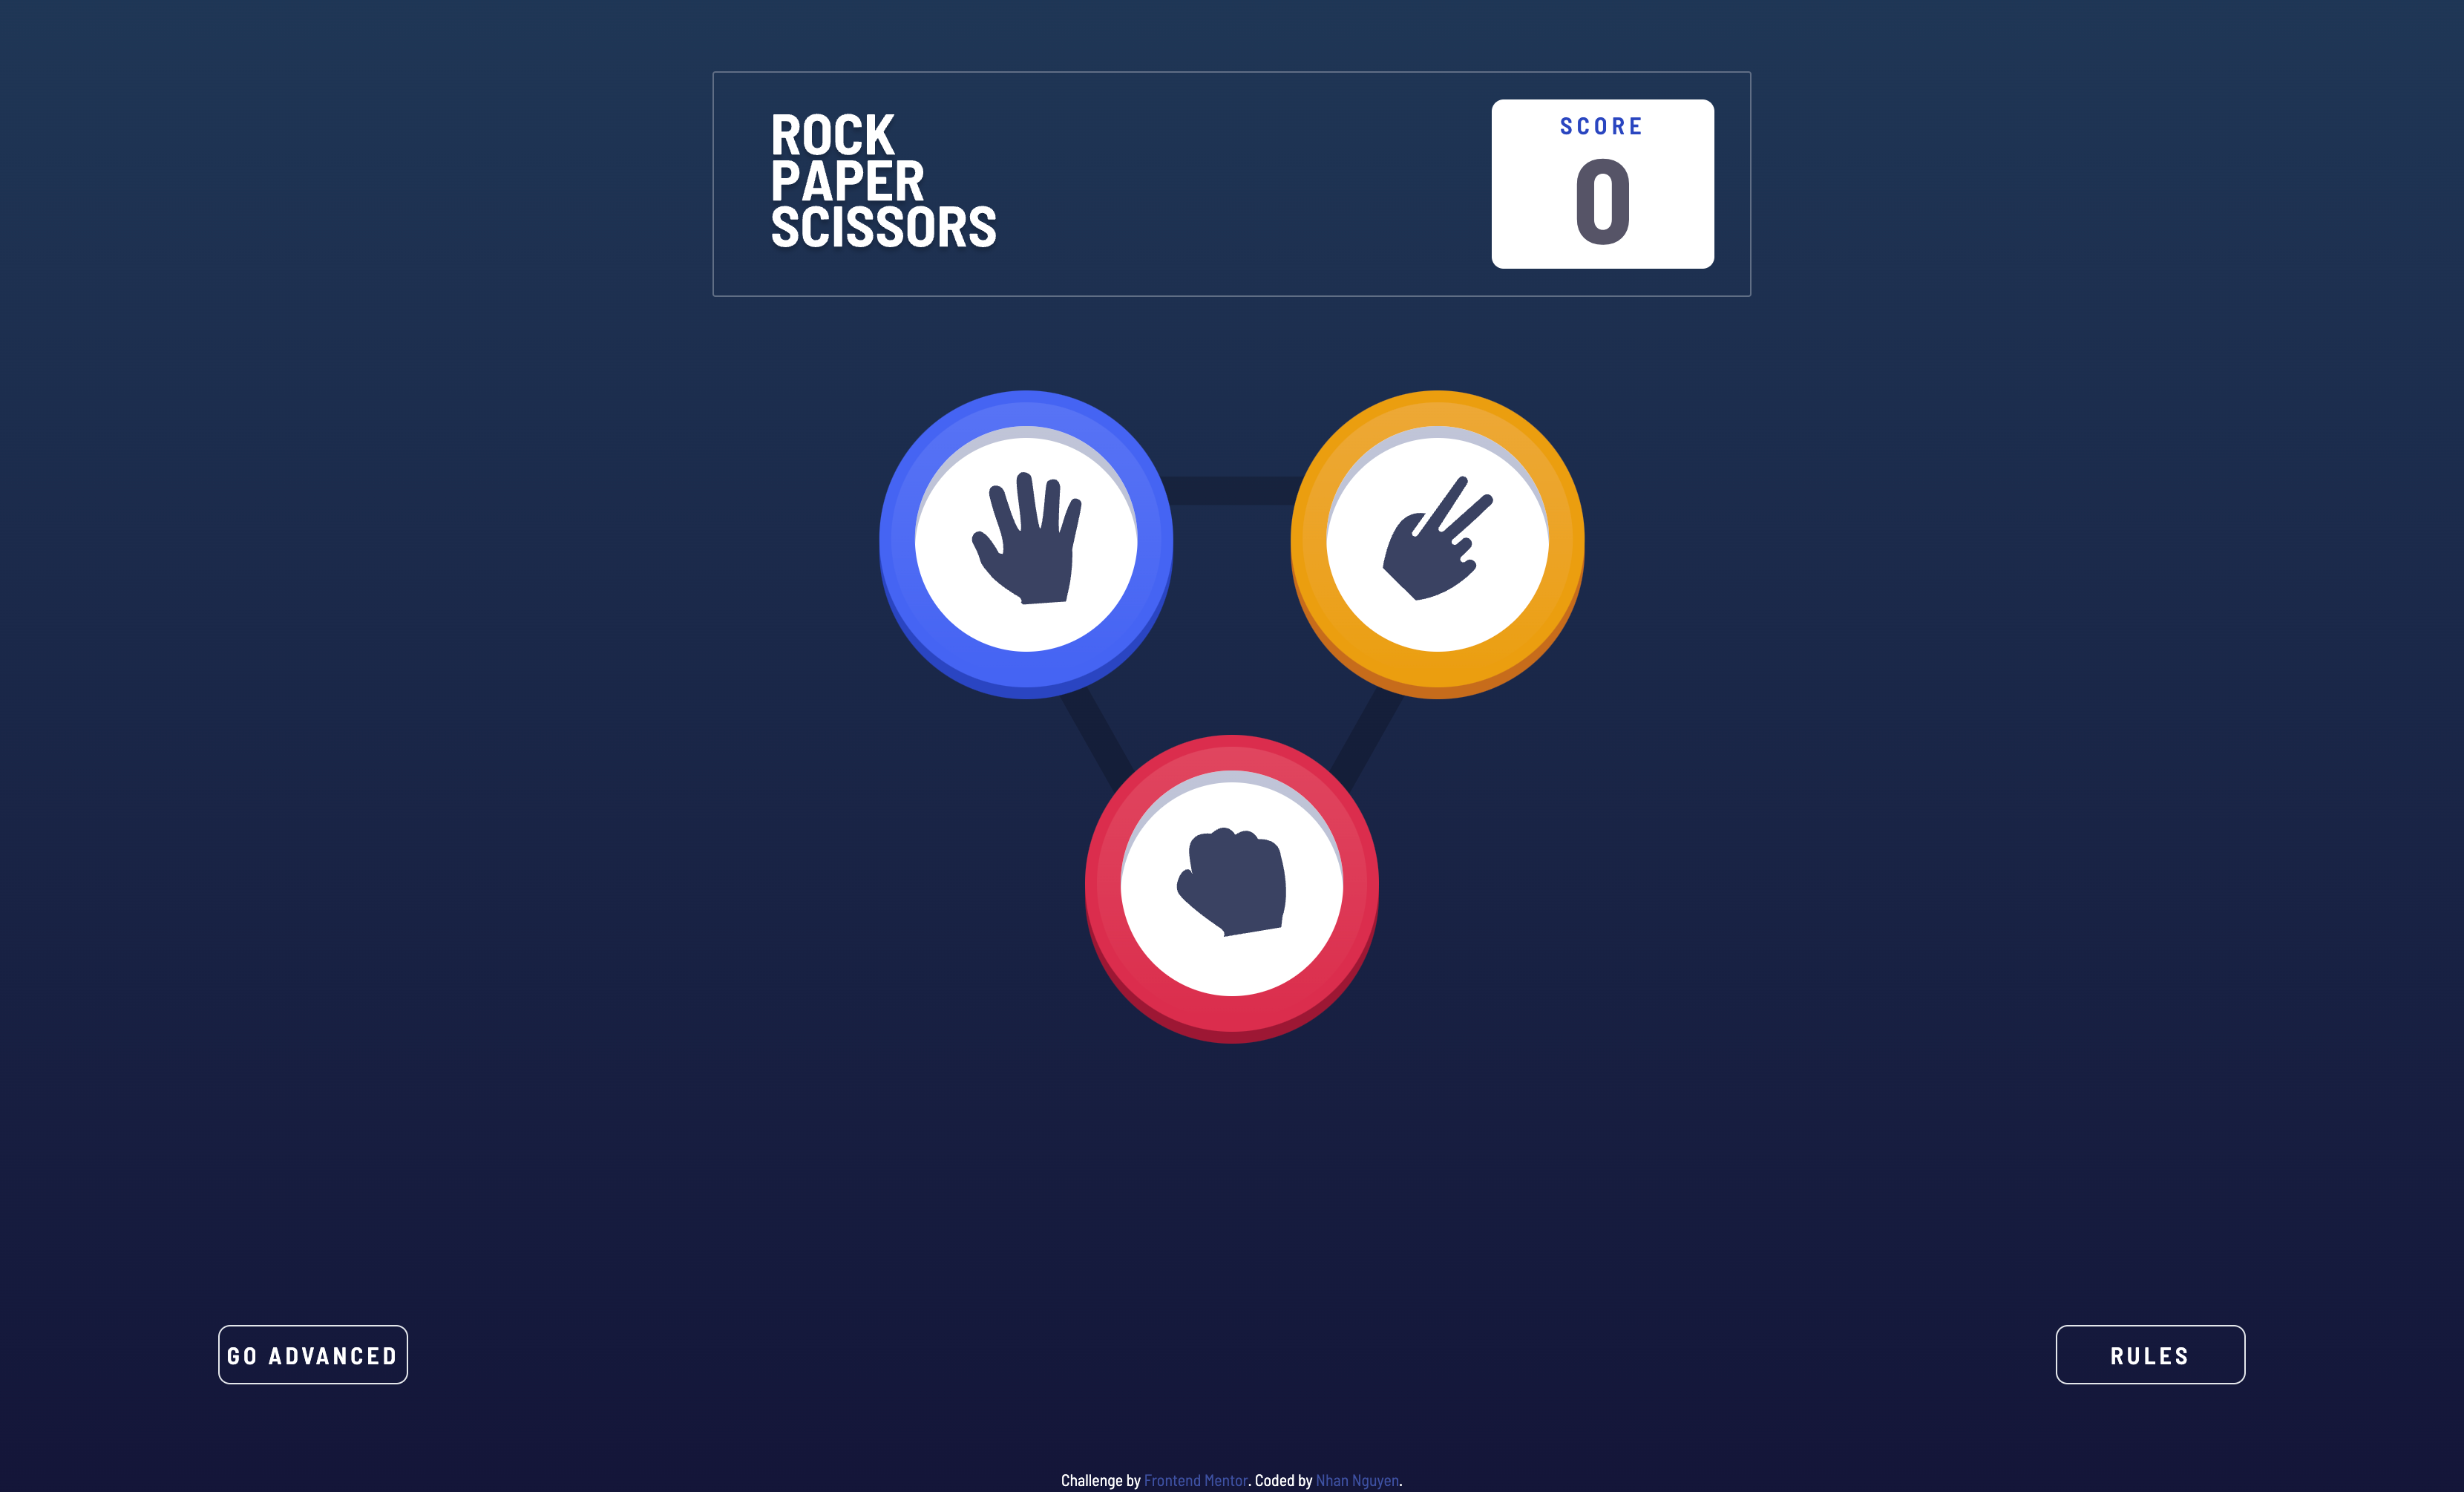 ROCK
PAPER
SCISSORS
SCORE
0
GO ADVANCED
RULES
Challenge by Frontend Mentor. Coded by Nhan Nguyen.